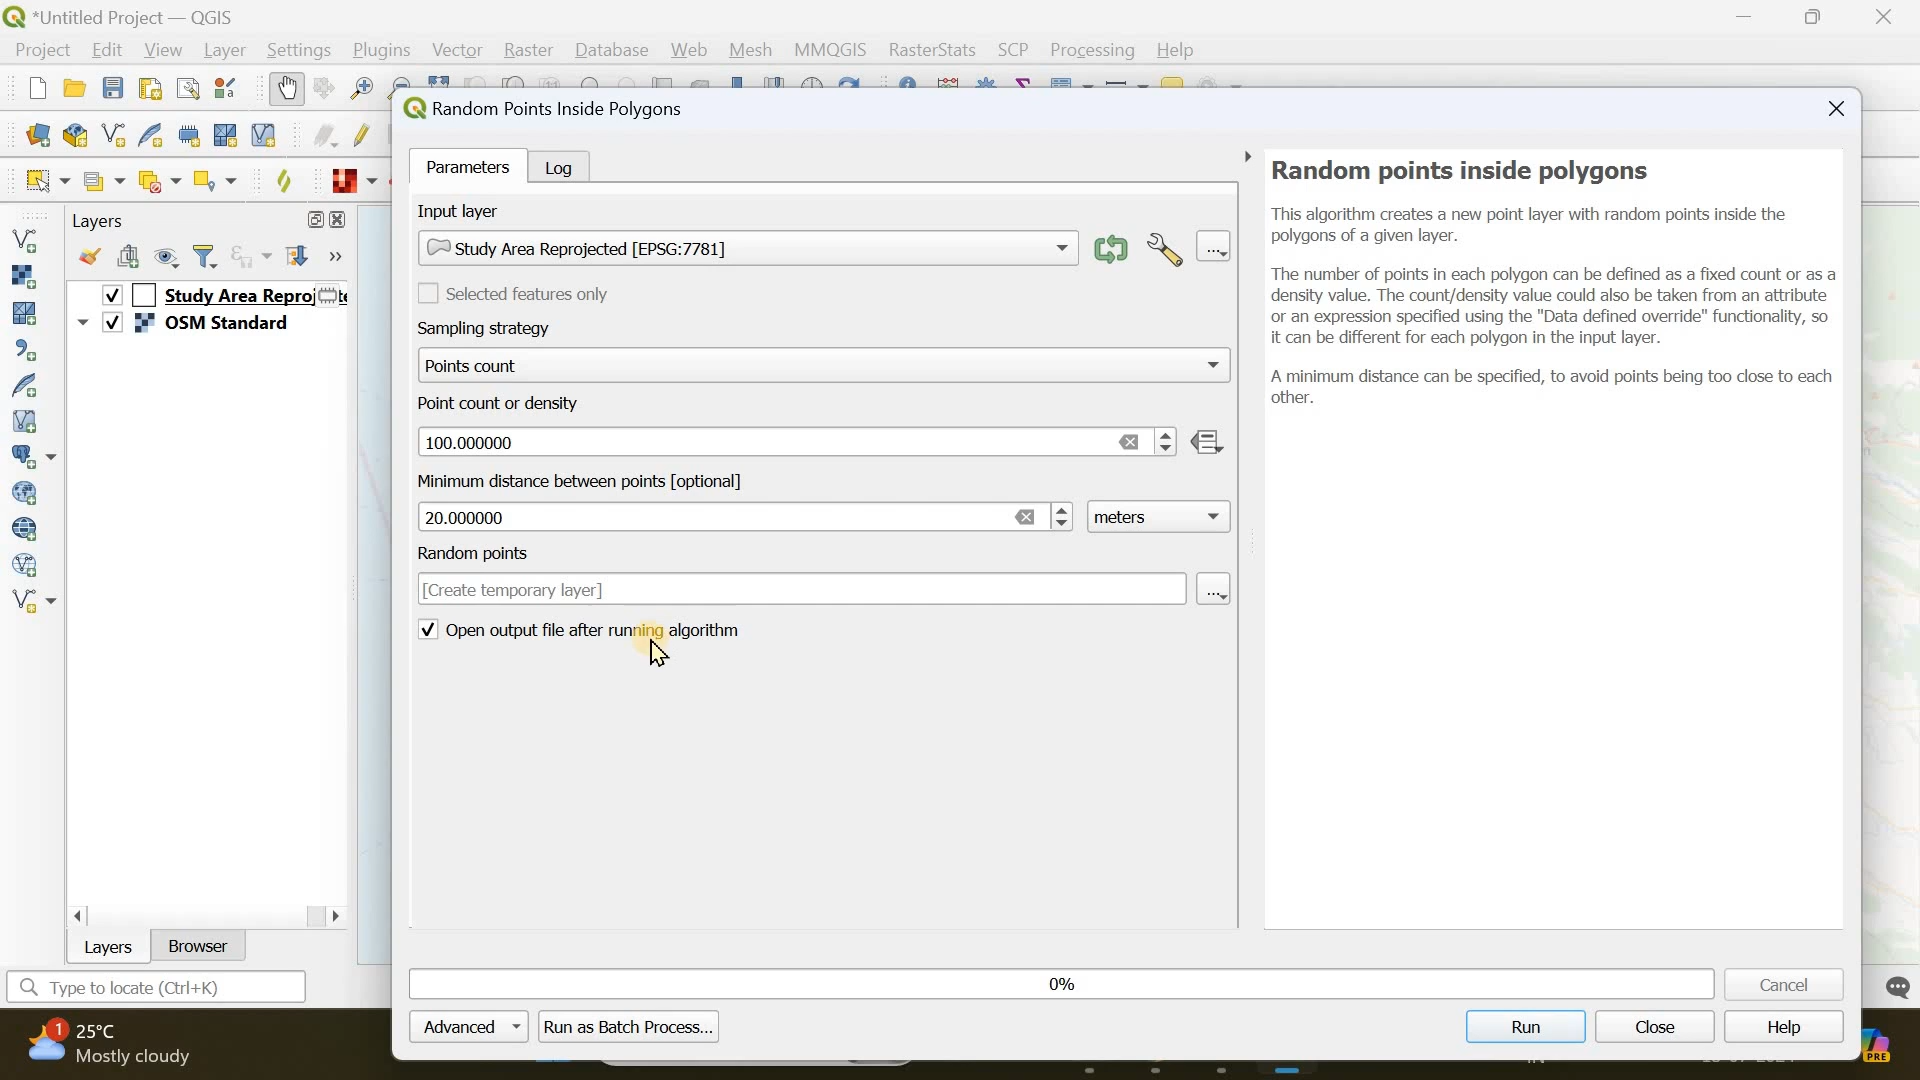 *Untitled Project — QGIS
Project Edit View Layer Settings Plugins Vector Raster Database Web Mesh MMQGIS RasterStats SCP Processing Help
Random Points Inside Polygons
Parameters Log
Input layer
Study Area Reprojected [EPSG:7781]
...
Selected features only
Sampling strategy
Points count
Point count or density
100.000000
Minimum distance between points [optional]
20.000000
meters
Random points
[Create temporary layer]
...
Open output file after running algorithm
Random points inside polygons
This algorithm creates a new point layer with random points inside the
polygons of a given layer.
The number of points in each polygon can be defined as a fixed count or as a
density value. The count/density value could also be taken from an attribute
or an expression specified using the "Data defined override" functionality, so
it can be different for each polygon in the input layer.
A minimum distance can be specified, to avoid points being too close to each
other.
Layers
Study Area Reproj
OSM Standard
Layers Browser
Type to locate (Ctrl+K)
0%
Cancel
Advanced
Run as Batch Process...
Run
Close
Help
1
25°C
Mostly cloudy
PRE